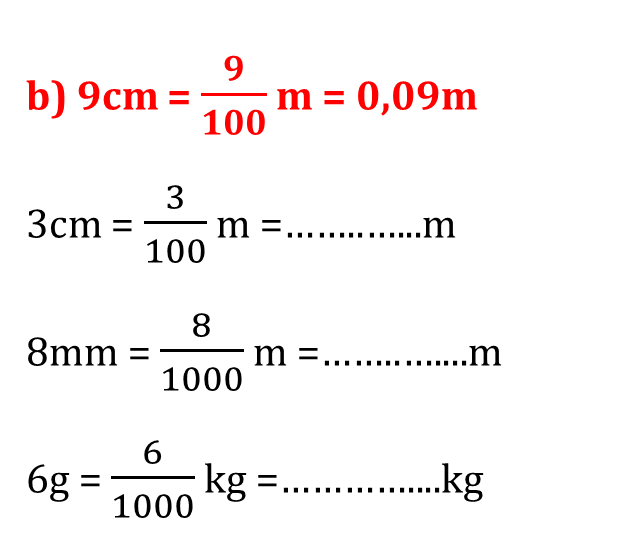 b) 9cm = 9/100 m = 0,09m
3cm = 3/100 m =..............m
8mm = 8/1000 m =..............m
6g = 6/1000 kg =...............kg